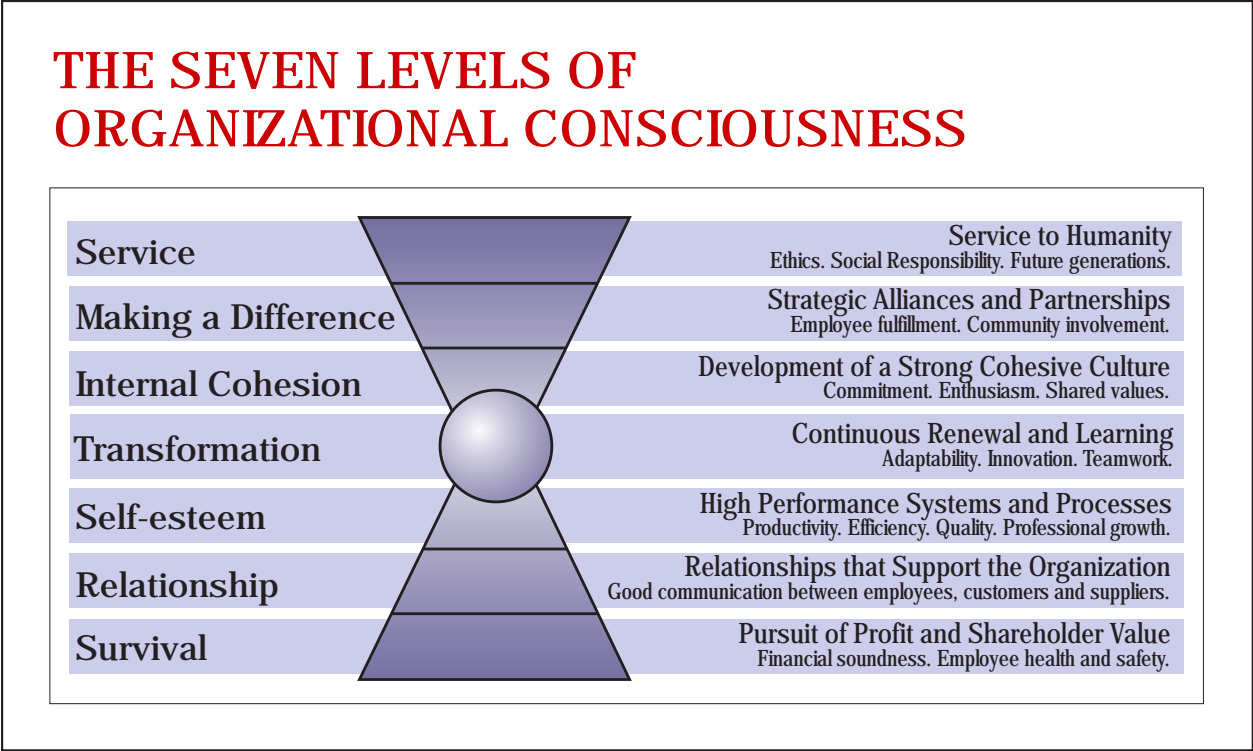 THE SEVEN LEVELS OF
ORGANIZATIONAL CONSCIOUSNESS
Service
Service to Humanity
Ethics. Social Responsibility. Future generations.
Making a Difference
Strategic Alliances and Partnerships
Employee fulfillment. Community involvement.
Internal Cohesion
Development of a Strong Cohesive Culture
Commitment. Enthusiasm. Shared values.
Transformation
Continuous Renewal and Learning
Adaptability. Innovation. Teamwork.
Self-esteem
High Performance Systems and Processes
Productivity. Efficiency. Quality. Professional growth.
Relationship
Relationships that Support the Organization
Good communication between employees, customers and suppliers.
Survival
Pursuit of Profit and Shareholder Value
Financial soundness. Employee health and safety.